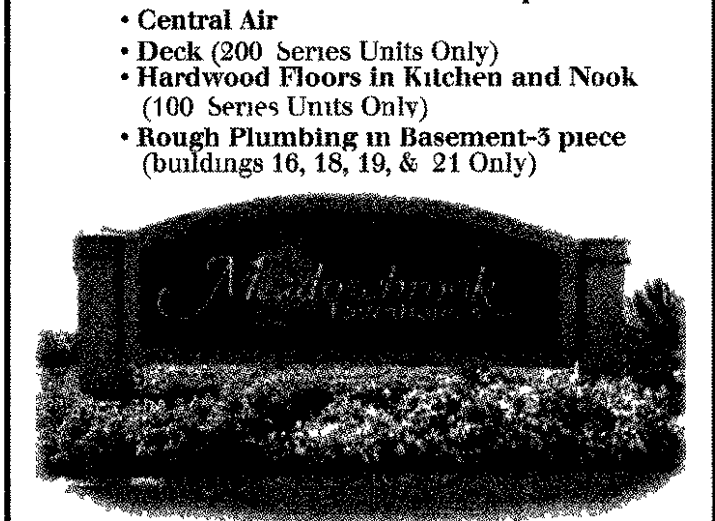 • Central Air
• Deck (200 Series Units Only)
• Hardwood Floors in Kitchen and Nook
(100 Series Units Only)
• Rough Plumbing in Basement-3 piece
(buildings 16, 18, 19, & 21 Only)
Meadowbrook